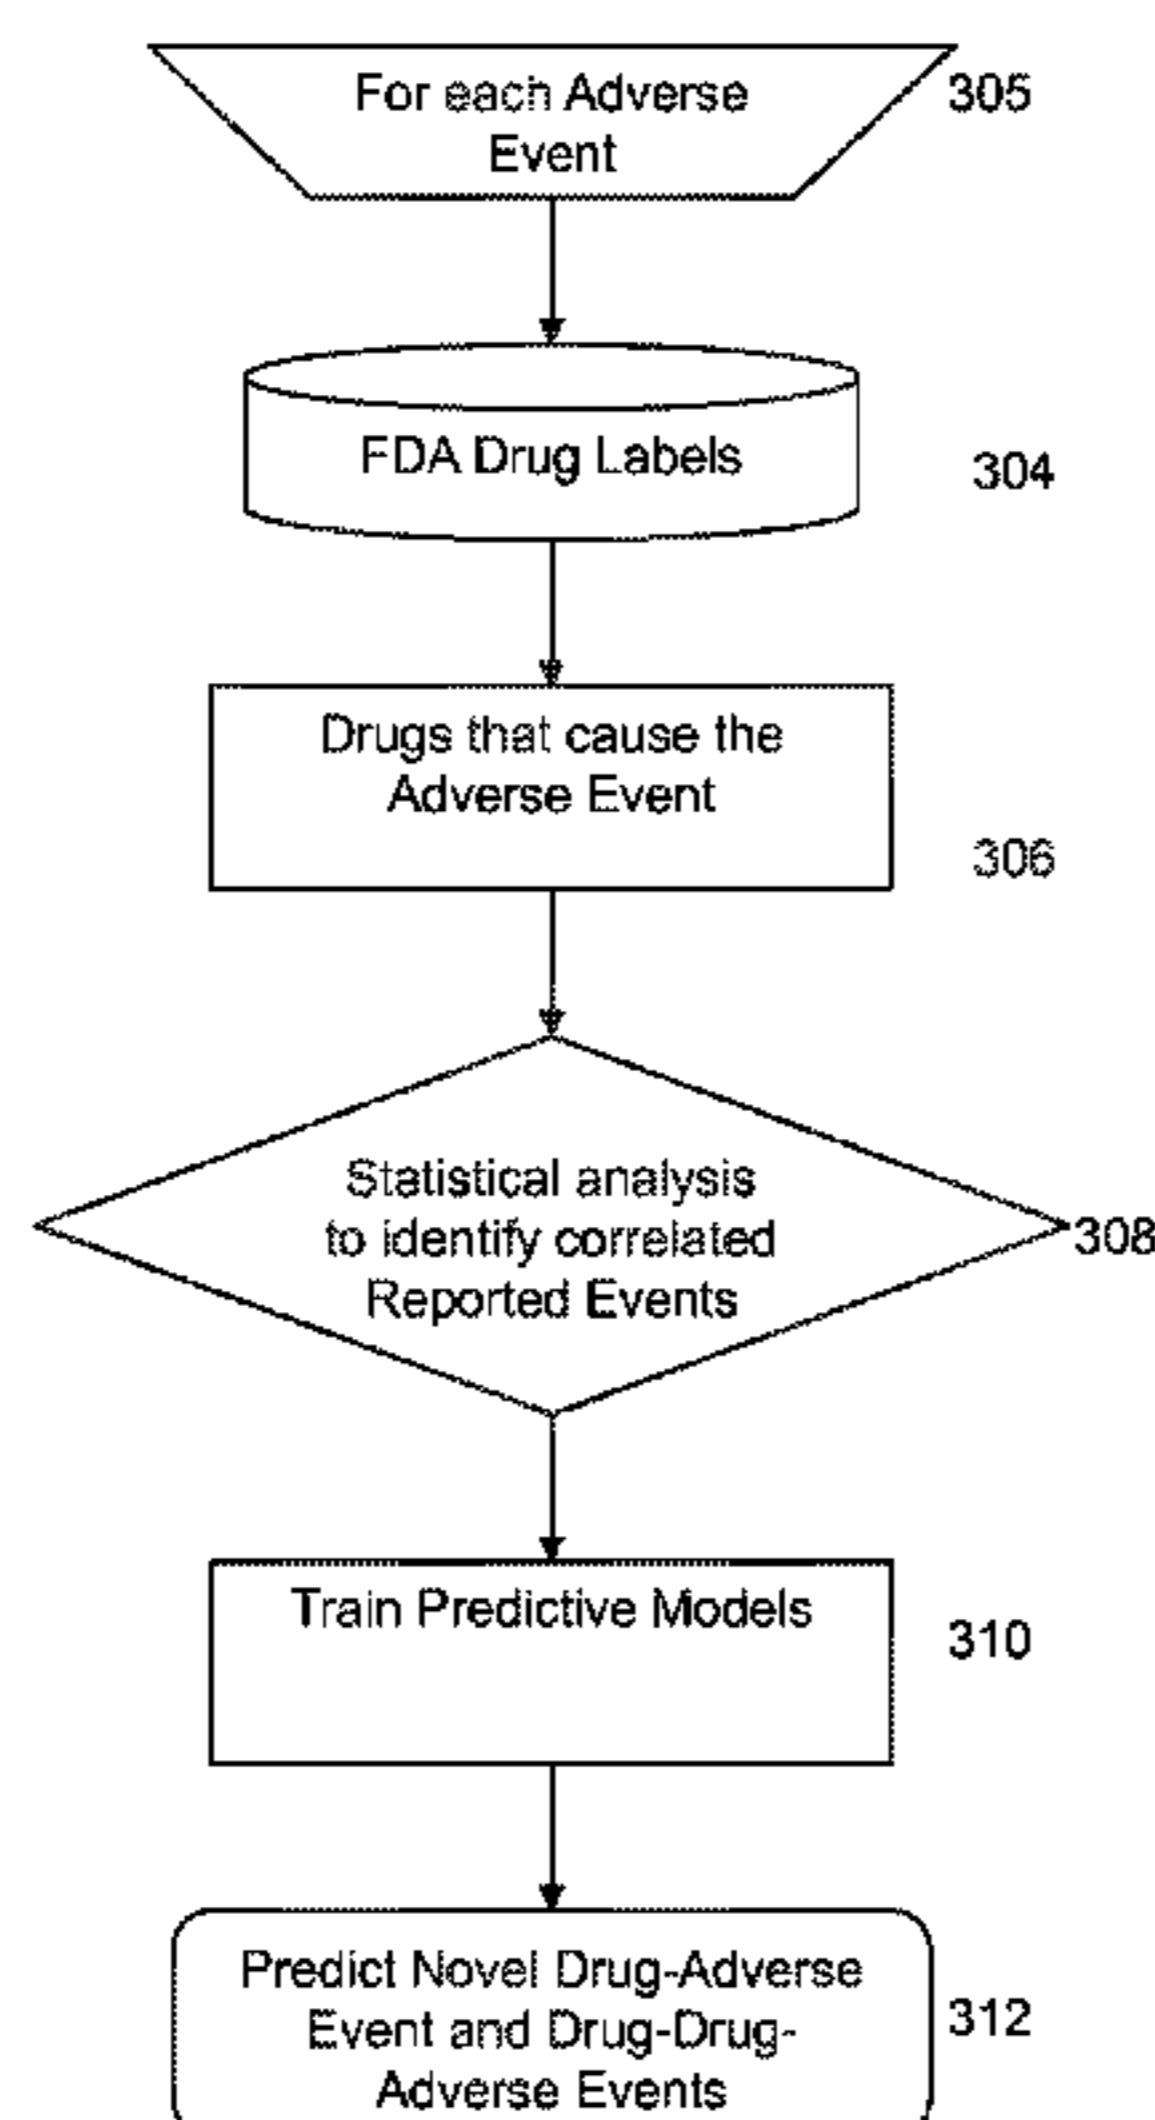 For each Adverse
Event
305
FDA Drug Labels
304
Drugs that cause the
Adverse Event
306
Statistical analysis
to identify correlated
Reported Events
308
Train Predictive Models
310
Predict Novel Drug-Adverse
Event and Drug-Drug-
Adverse Events
312